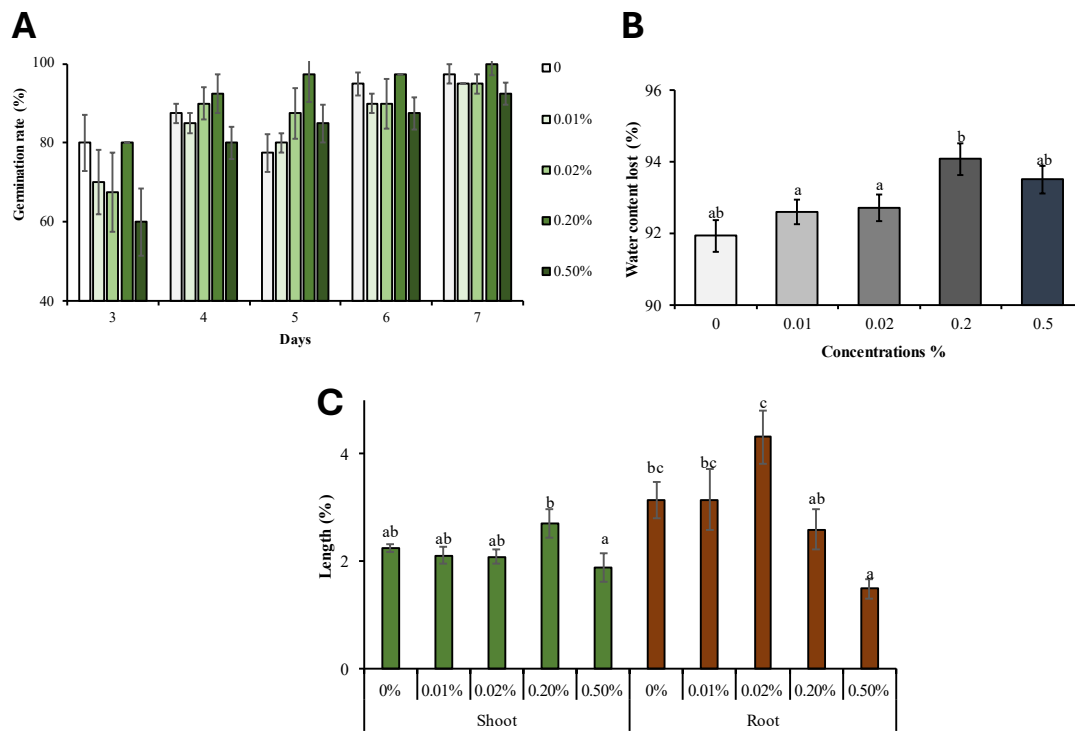 A
Germination rate (%)
100
80
60
40
3 4 5 6 7
Days
0
0.01%
0.02%
0.20%
0.50%
B
Water content lost (%)
96
94
92
90
ab a a b ab
0 0.01 0.02 0.2 0.5
Concentrations %
C
Length (%)
4
2
0
ab ab ab b a bc bc c ab a
0% 0.01% 0.02% 0.20% 0.50% 0% 0.01% 0.02% 0.20% 0.50%
Shoot Root